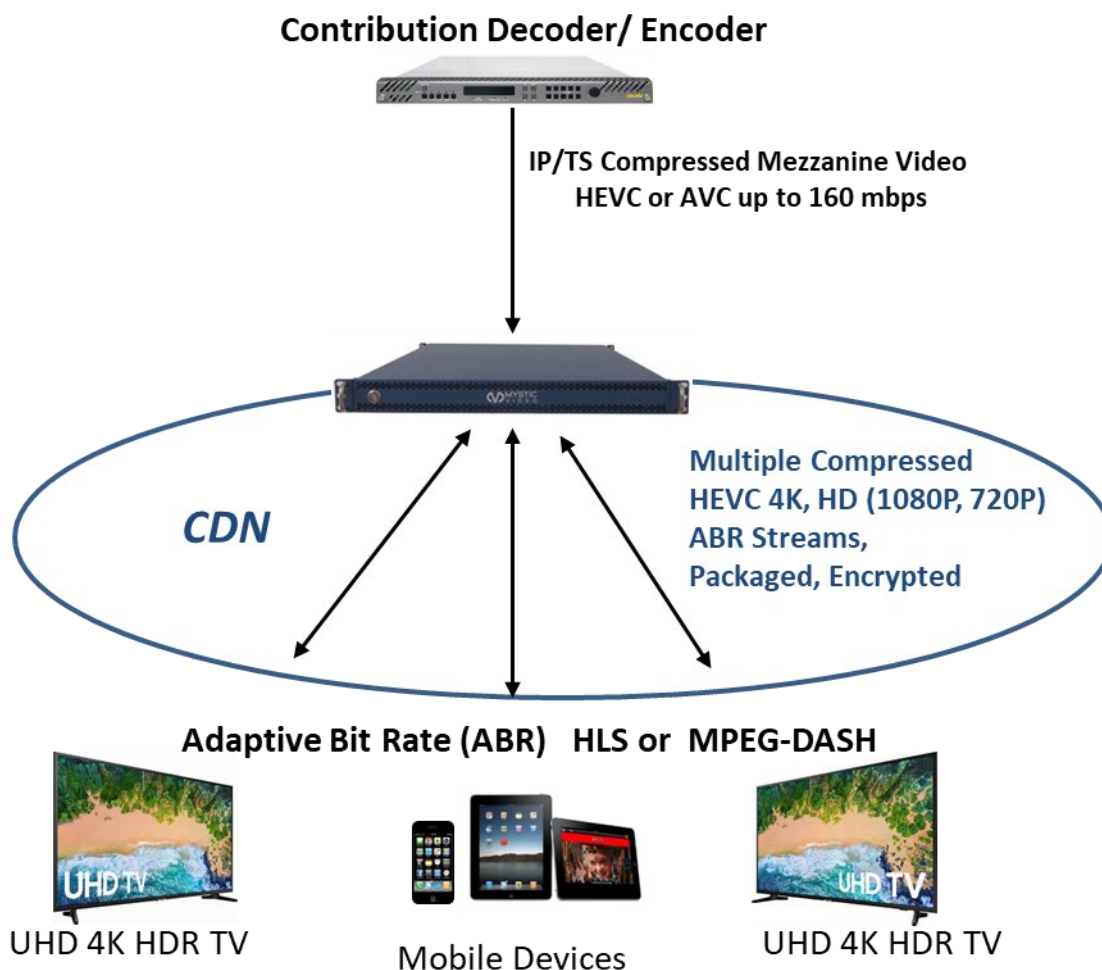 Contribution Decoder/ Encoder
IP/TS Compressed Mezzanine Video
HEVC or AVC up to 160 mbps
MYSTIC
VIDEO
Multiple Compressed
HEVC 4K, HD (1080P, 720P)
ABR Streams,
Packaged, Encrypted
CDN
Adaptive Bit Rate (ABR) HLS or MPEG-DASH
UHD TV
UHD TV
UHD 4K HDR TV
Mobile Devices
UHD 4K HDR TV